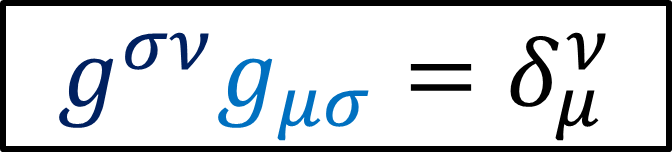 g^{σν} g_{μσ} = δ_μ^ν